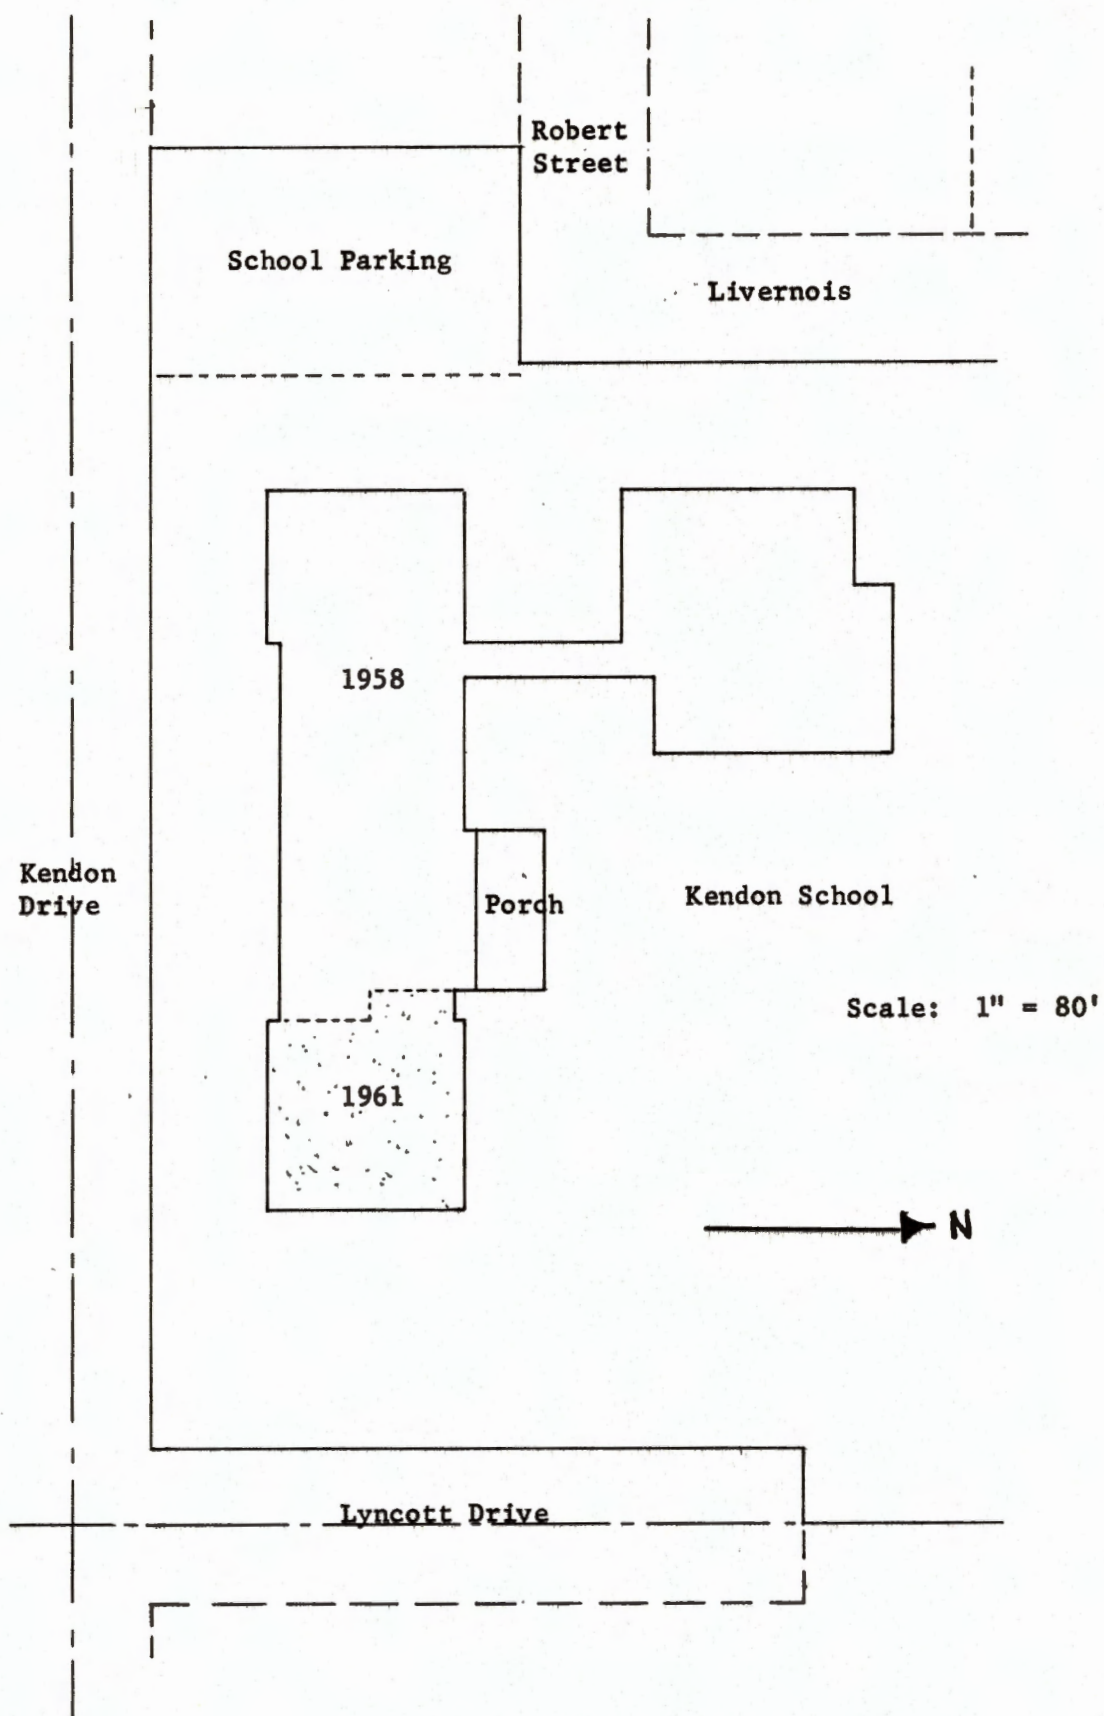 Robert
Street
School Parking
Livernois
1958
Kendon
Drive
Porch
Kendon School
Scale: 1" = 80'
1961
N
Lyncott Drive